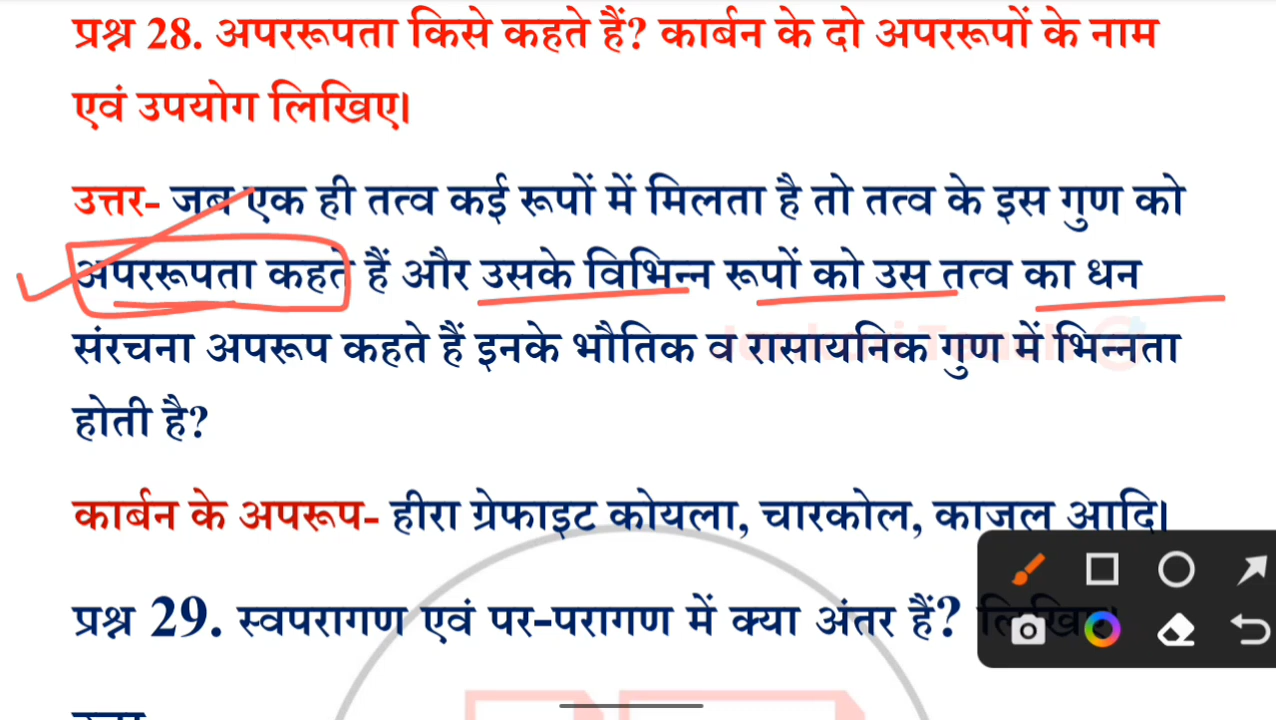 प्रश्न 28. अपररूपता किसे कहते हैं? कार्बन के दो अपररूपों के नाम
एवं उपयोग लिखिए।
उत्तर- जब एक ही तत्व कई रूपों में मिलता है तो तत्व के इस गुण को
अपररूपता कहते हैं और उसके विभिन्न रूपों को उस तत्व का धन
संरचना अपरूप कहते हैं इनके भौतिक व रासायनिक गुण में भिन्नता
होती है?
कार्बन के अपरूप- हीरा ग्रेफाइट कोयला, चारकोल, काजल आदि।
प्रश्न 29. स्वपरागण एवं पर-परागण में क्या अंतर हैं? लिखिए।